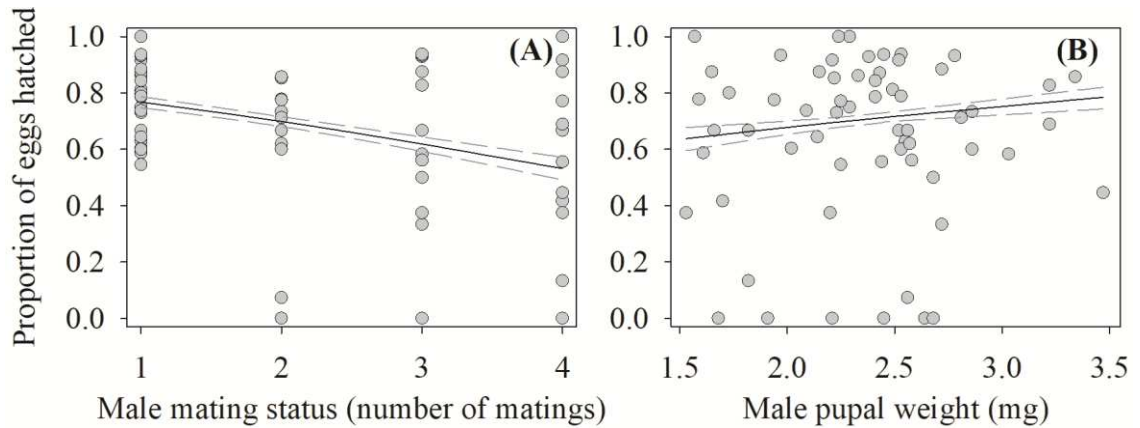 Proportion of eggs hatched
1.0
0.8
0.6
0.4
0.2
0.0
(A)
1 2 3 4
Male mating status (number of matings)
1.0
0.8
0.6
0.4
0.2
0.0
(B)
1.5 2.0 2.5 3.0 3.5
Male pupal weight (mg)